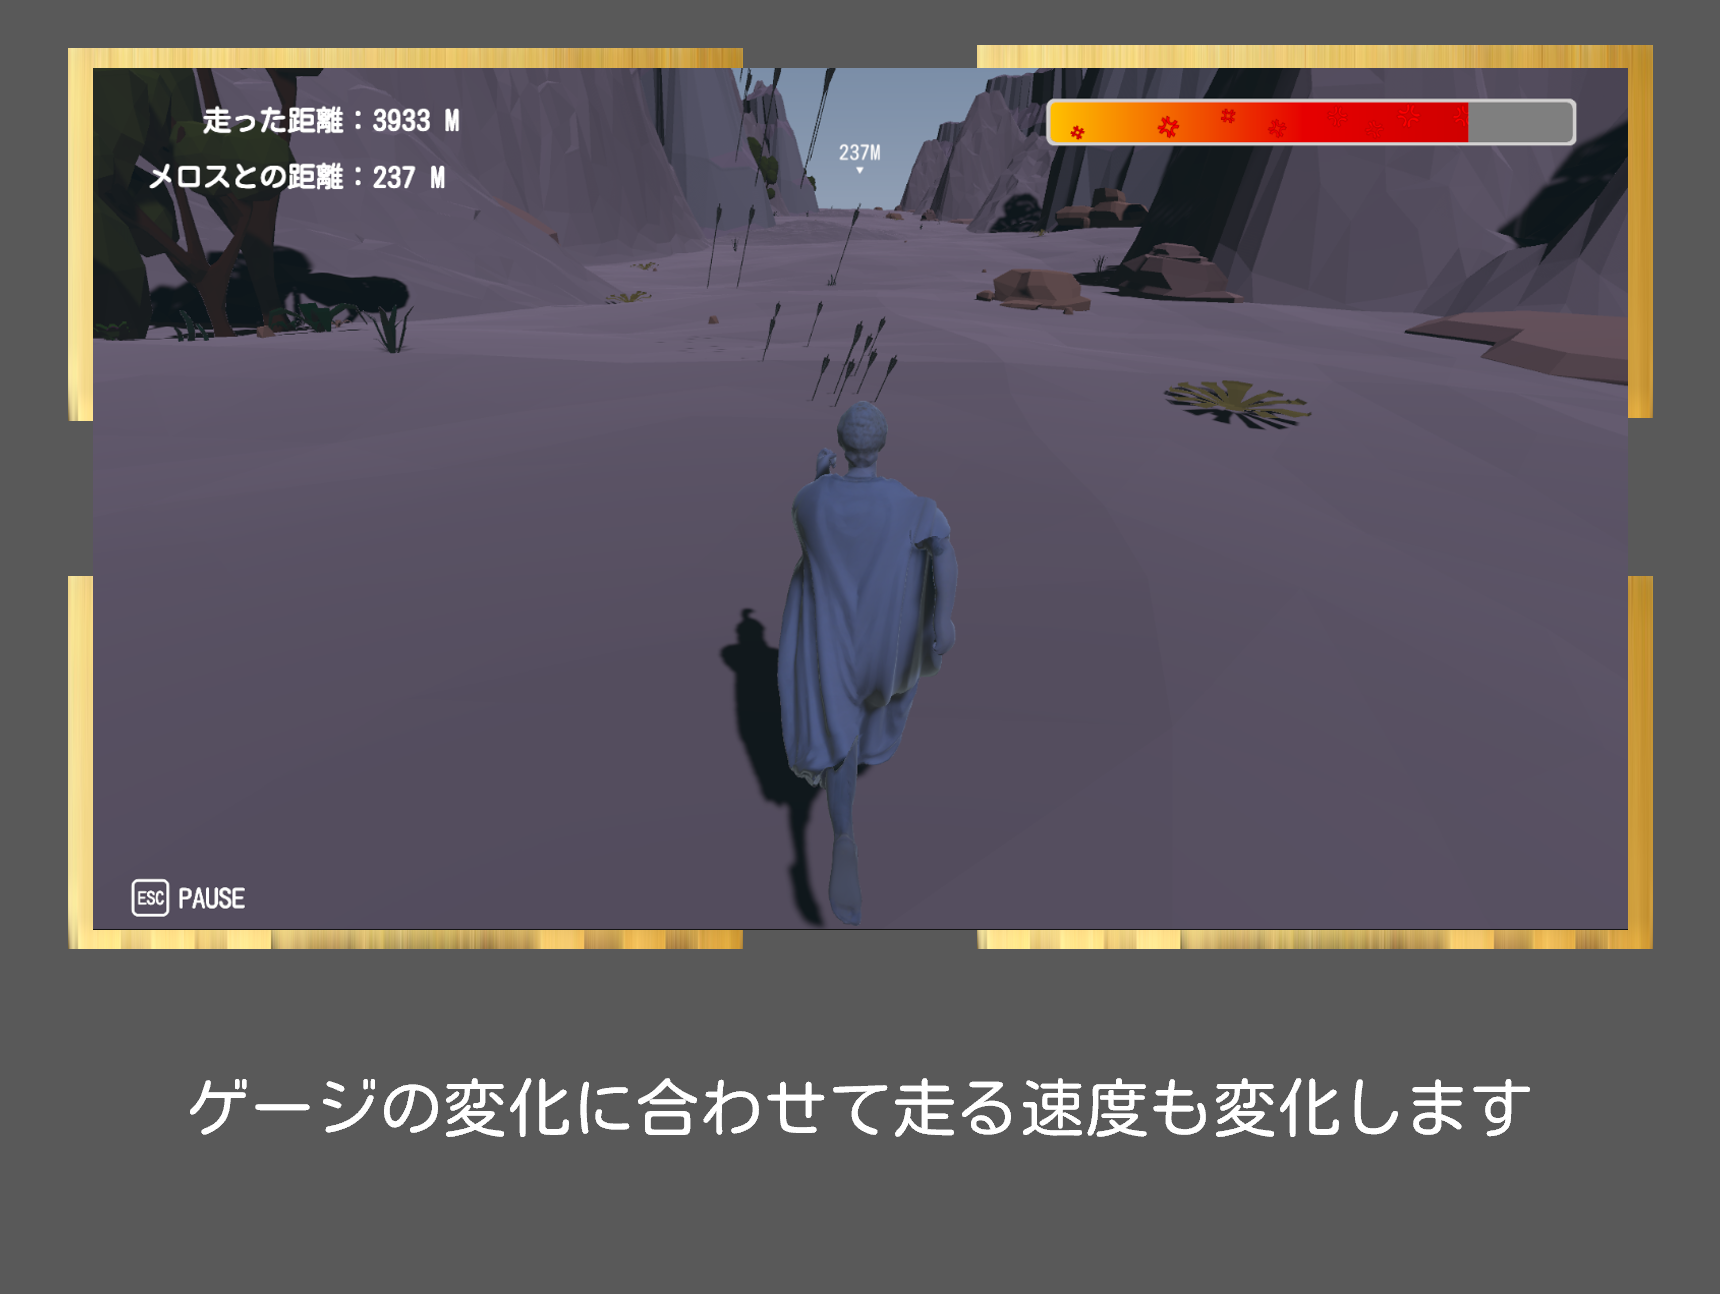 走った距離：3933 M
メロスとの距離：237 M
237M
ESC PAUSE
ゲージの変化に合わせて走る速度も変化します